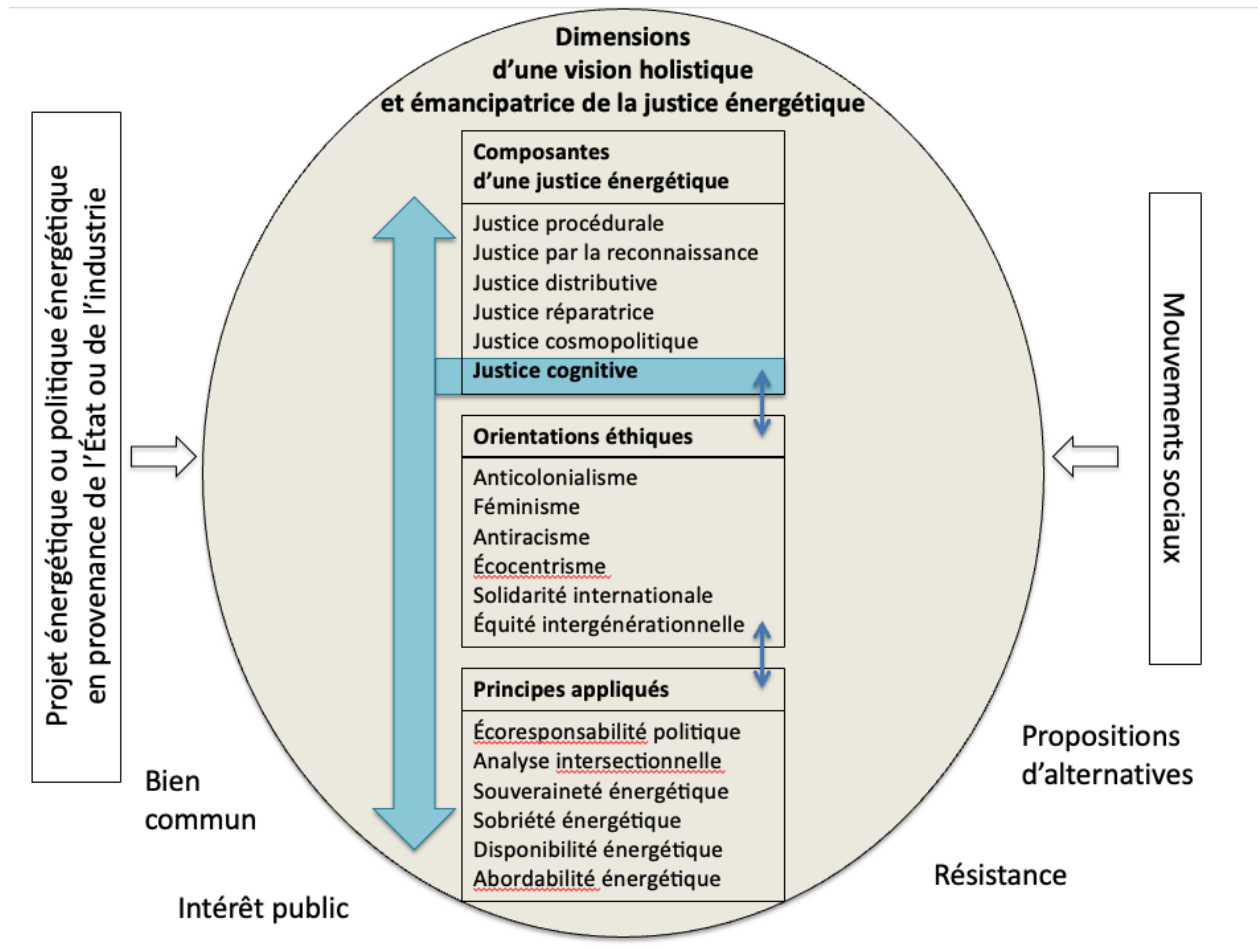 Dimensions
d’une vision holistique
et émancipatrice de la justice énergétique
Projet énergétique ou politique énergétique
en provenance de l’État ou de l’industrie
Composantes
d’une justice énergétique
Justice procédurale
Justice par la reconnaissance
Justice distributive
Justice réparatrice
Justice cosmopolitique
Justice cognitive
Orientations éthiques
Anticolonialisme
Féminisme
Antiracisme
Écocentrisme
Solidarité internationale
Équité intergénérationnelle
Principes appliqués
Écoresponsabilité politique
Analyse intersectionnelle
Souveraineté énergétique
Sobriété énergétique
Disponibilité énergétique
Abordabilité énergétique
Mouvements sociaux
Bien
commun
Intérêt public
Propositions
d’alternatives
Résistance